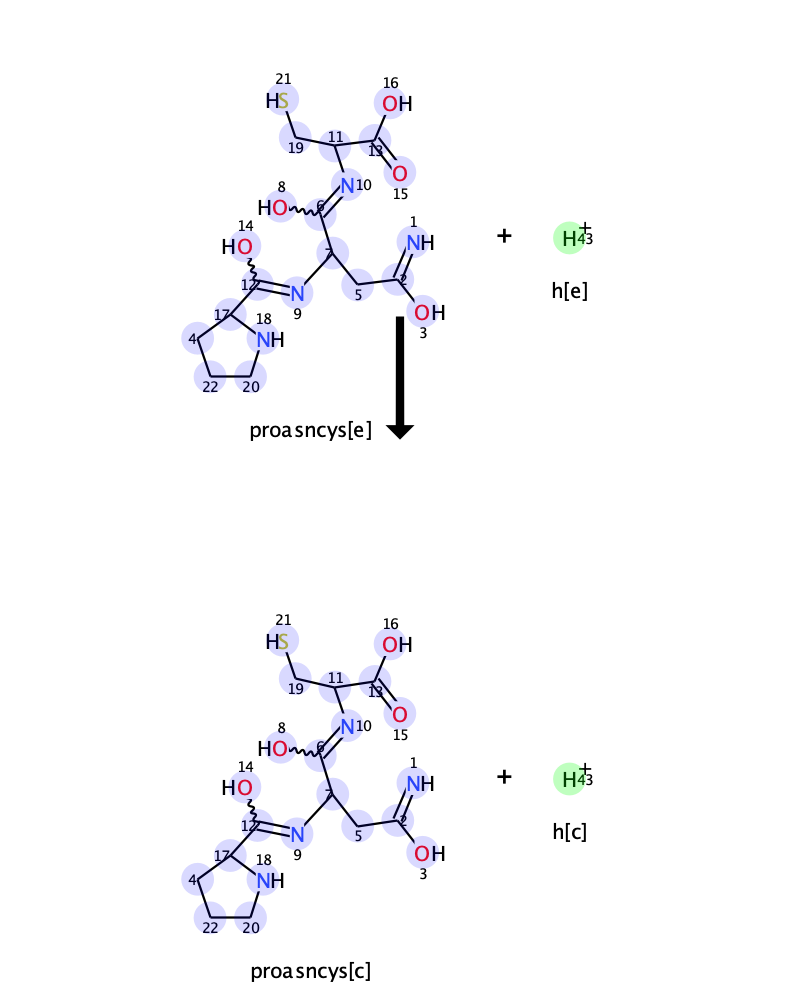 21
16
HS
OH
11
19
13
O
8
N10
15
HO
6
14
1
HO
7
NH
+
H43+
12
2
5
h[e]
17
18
N
9
OH
4
NH
3
22
20
proasncys[e]
21
16
HS
OH
11
19
13
O
8
N10
15
HO
6
14
1
HO
7
NH
+
H43+
12
2
5
h[c]
17
18
N
9
OH
4
NH
3
22
20
proasncys[c]